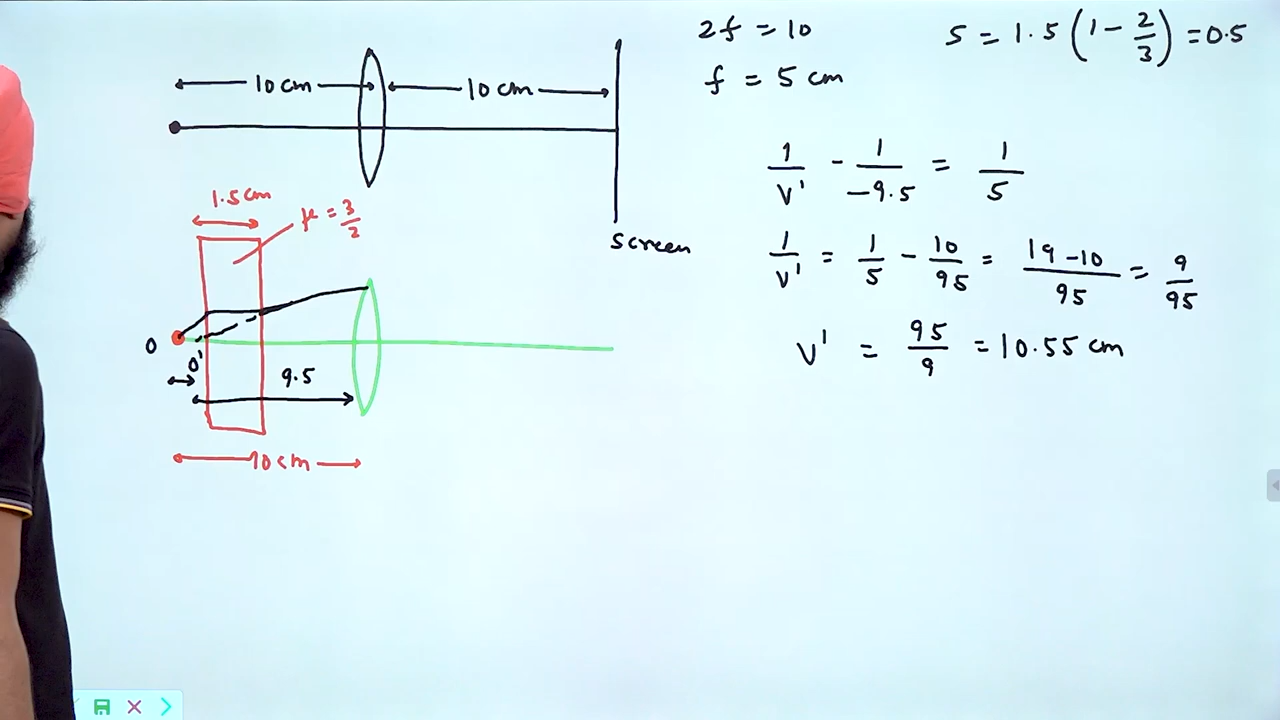 10 cm
10 cm
screen
1.5 cm
μ = 3/2
O
O'
9.5
10 cm
2f = 10
f = 5 cm
S = 1.5 (1 - 2/3) = 0.5
1/v' - 1/-9.5 = 1/5
1/v' = 1/5 - 10/95 = 19-10/95 = 9/95
v' = 95/9 = 10.55 cm